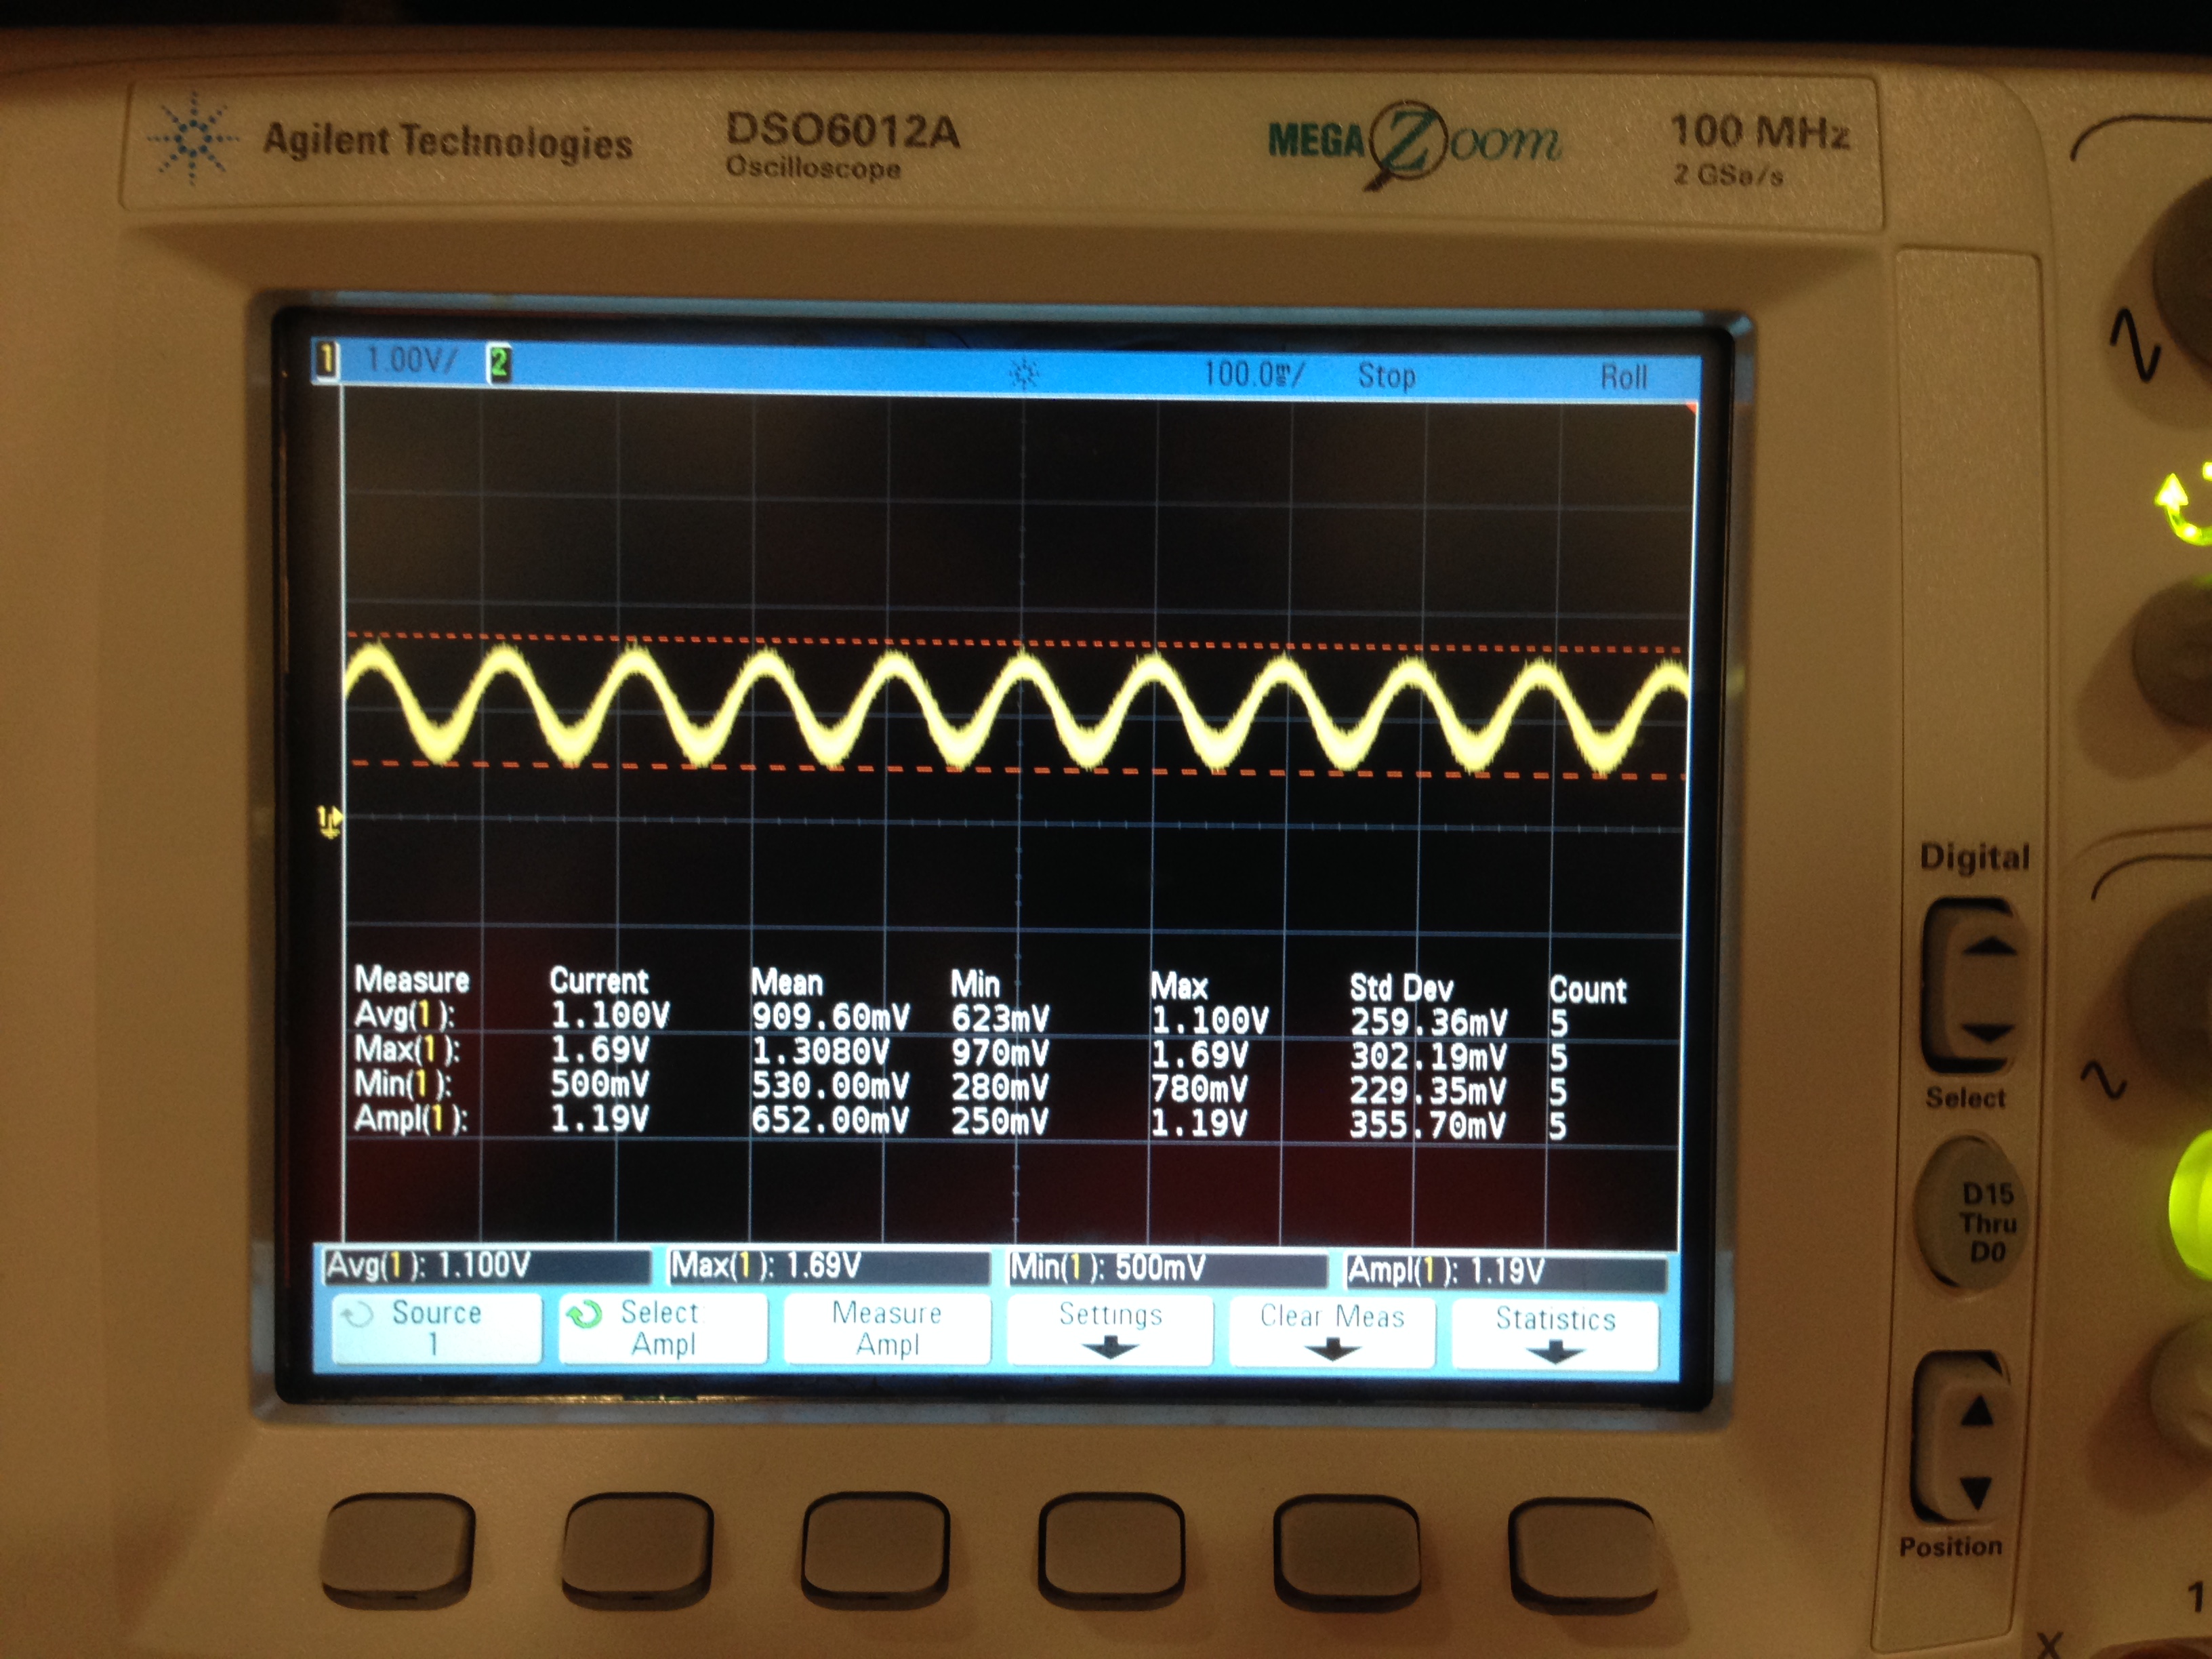 Agilent Technologies DSO6012A MEGA Zoom 100 MHz
Oscilloscope 2 GSa/s
1 1.00V/ 2 100.0ms/ Stop Roll
1
Measure Current Mean Min Max Std Dev Count
Avg(1): 1.100V 909.60mV 623mV 1.100V 259.36mV 5
Max(1): 1.69V 1.3080V 970mV 1.69V 302.19mV 5
Min(1): 500mV 530.00mV 280mV 780mV 229.35mV 5
Ampl(1): 1.19V 652.00mV 250mV 1.19V 355.70mV 5
Avg(1): 1.100V Max(1): 1.69V Min(1): 500mV Ampl(1): 1.19V
Source Select Measure Settings Clear Meas Statistics
1 Ampl Ampl
Digital
Select
D15
Thru
D0
Position
1
X